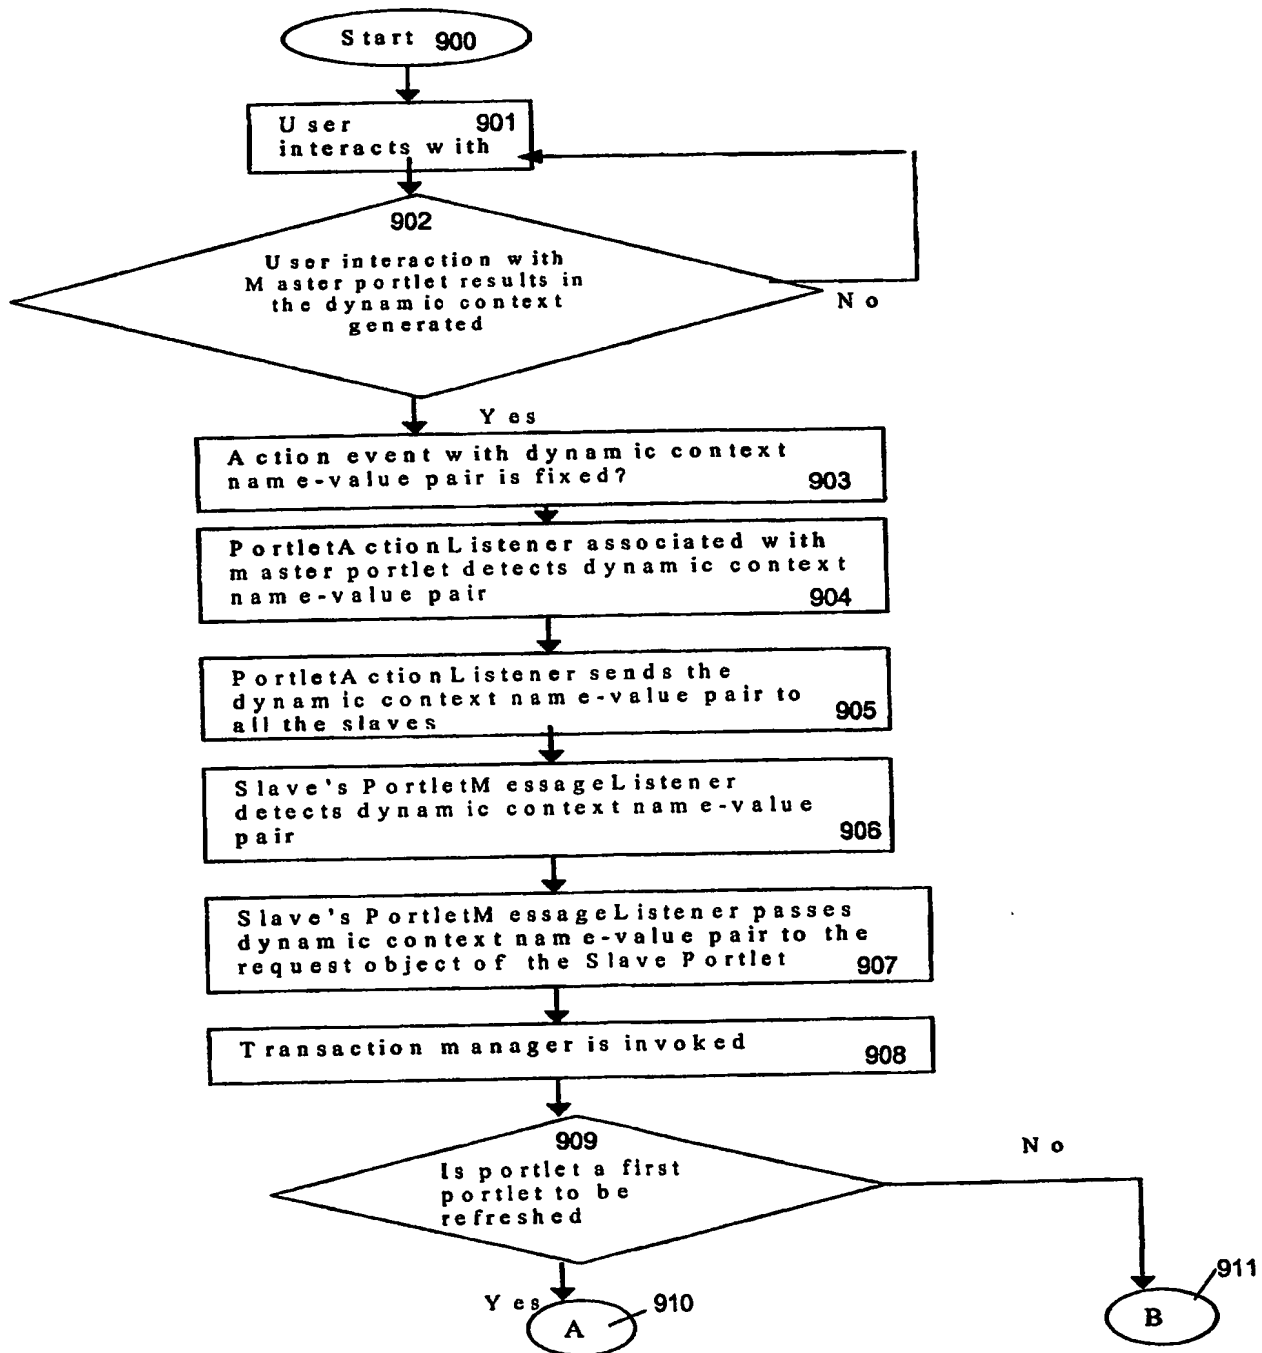 Start 900
User 901
interacts with
902
User interaction with
Master portlet results in
the dynamic context
generated
No
Yes
Action event with dynamic context
name-value pair is fixed?
903
PortletActionListener associated with
master portlet detects dynamic context
name-value pair
904
PortletActionListener sends the
dynamic context name-value pair to
all the slaves
905
Slave's PortletMessageListener
detects dynamic context name-value
pair
906
Slave's PortletMessageListener passes
dynamic context name-value pair to the
request object of the Slave Portlet
907
Transaction manager is invoked
908
909
Is portlet a first
portlet to be
refreshed
No
Yes
A
910
B
911